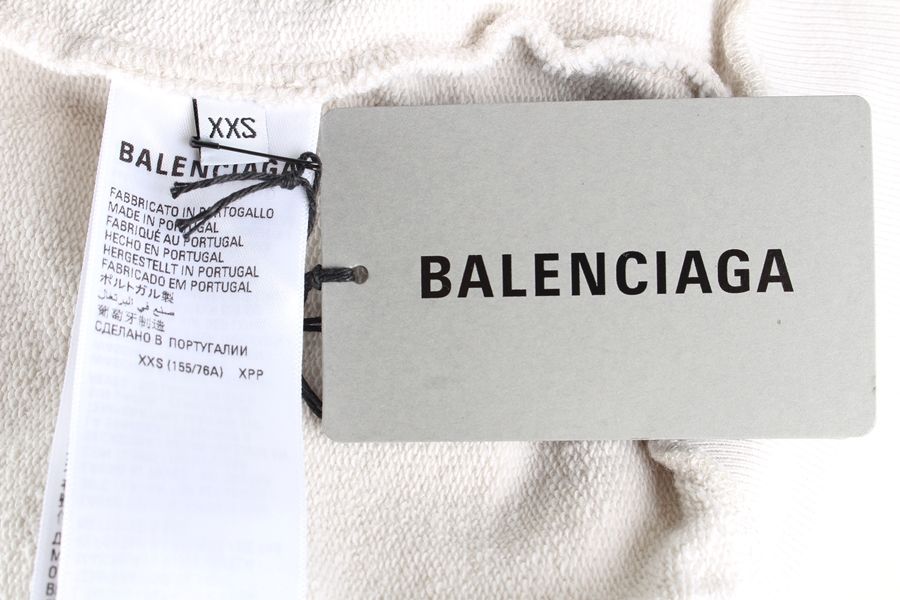 XXS
BALENCIAGA
FABBRICATO IN PORTOGALLO
MADE IN PORTUGAL
FABRIQUÉ AU PORTUGAL
HECHO EN PORTUGAL
HERGESTELLT IN PORTUGAL
FABRICADO EM PORTUGAL
ポルトガル製
صنع في البرتغال
葡萄牙制造
СДЕЛАНО В ПОРТУГАЛИИ
XXS (155/76A) XPP
BALENCIAGA